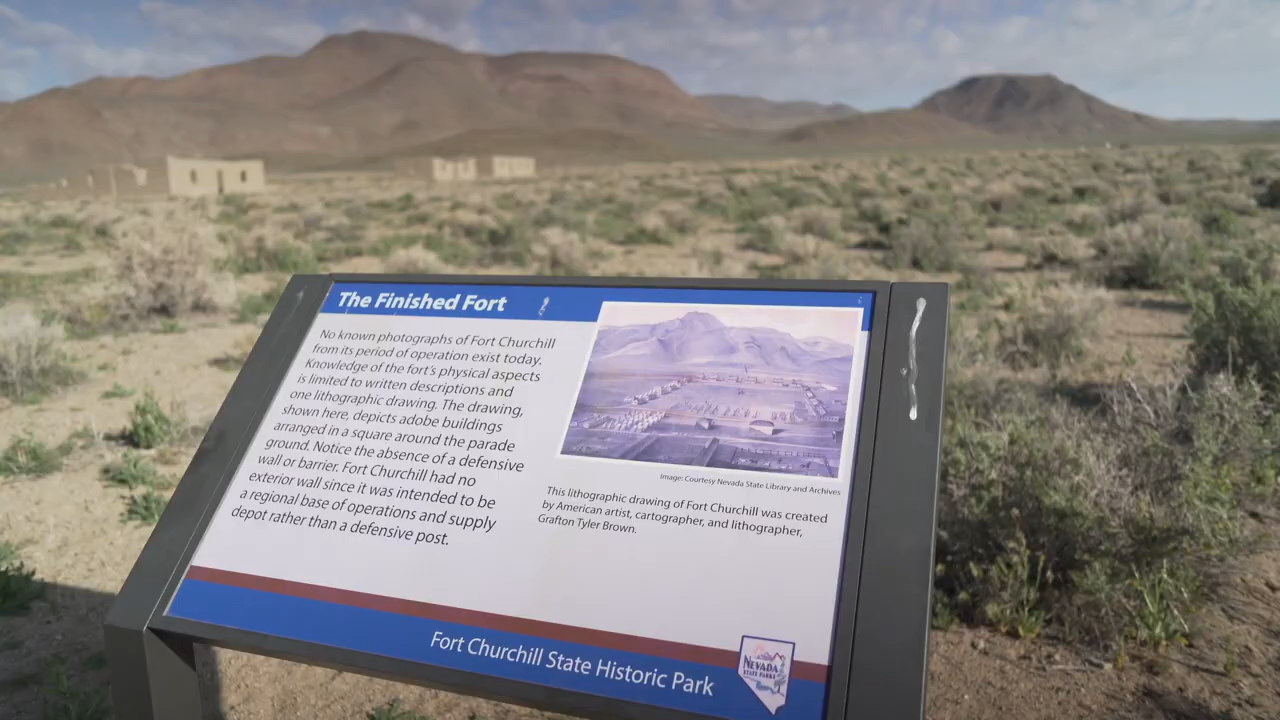 The Finished Fort
No known photographs of Fort Churchill
from its period of operation exist today.
Knowledge of the fort's physical aspects
is limited to written descriptions and
one lithographic drawing. The drawing,
shown here, depicts adobe buildings
arranged in a square around the parade
ground. Notice the absence of a defensive
wall or barrier. Fort Churchill had no
exterior wall since it was intended to be
a regional base of operations and supply
depot rather than a defensive post.
Image: Courtesy Nevada State Library and Archives
This lithographic drawing of Fort Churchill was created
by American artist, cartographer, and lithographer,
Grafton Tyler Brown.
Fort Churchill State Historic Park
NEVADA
STATE PARKS